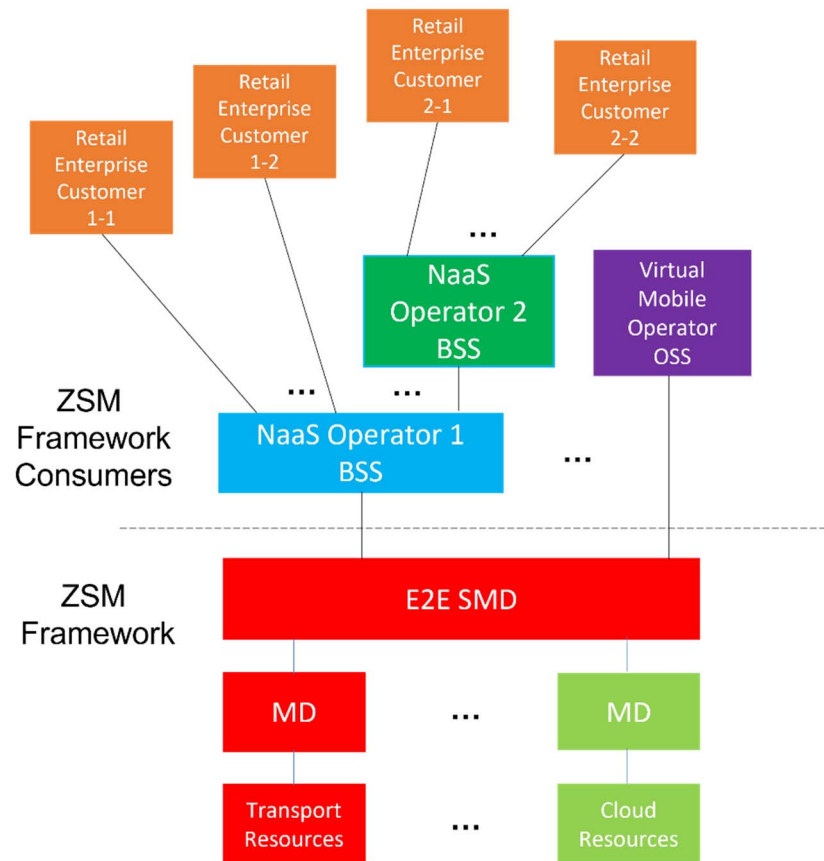 Retail
Enterprise
Customer
2-1
Retail
Enterprise
Customer
2-2
Retail
Enterprise
Customer
1-2
Retail
Enterprise
Customer
1-1
...
NaaS
Operator 2
BSS
Virtual
Mobile
Operator
OSS
... ...
ZSM
Framework
Consumers
NaaS Operator 1
BSS
...
ZSM
Framework
E2E SMD
MD
...
MD
Transport
Resources
...
Cloud
Resources